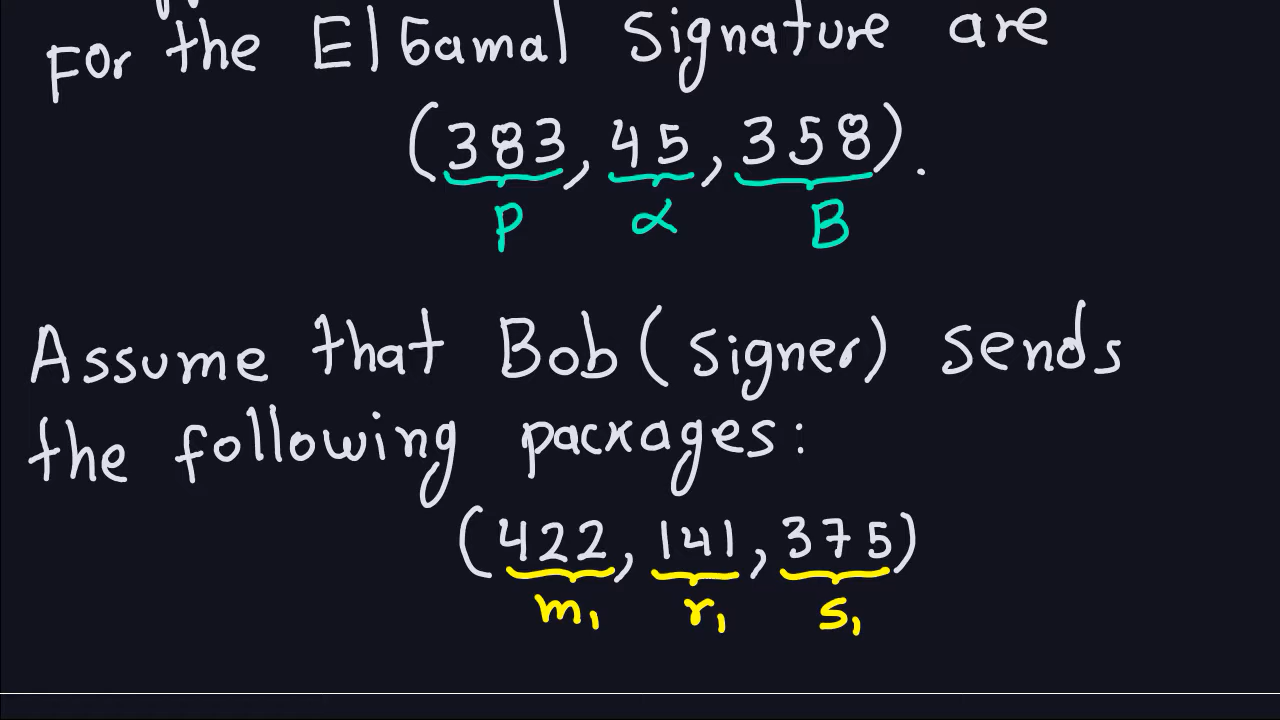 For the ElGamal Signature are
(383, 45, 358).
p α B
Assume that Bob (signer) sends
the following packages:
(422, 141, 375)
m₁ r₁ s₁